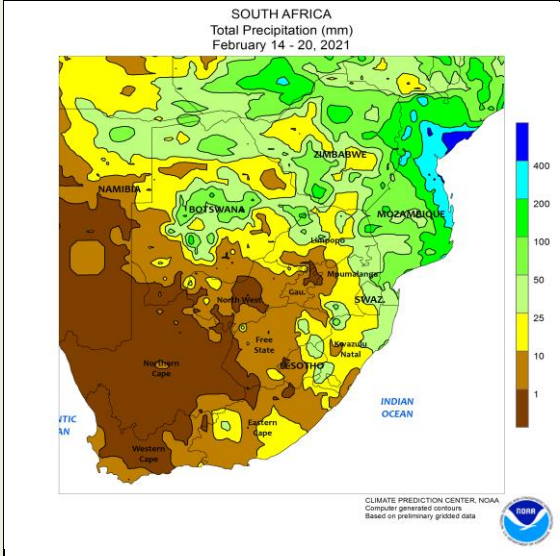 SOUTH AFRICA
Total Precipitation (mm)
February 14 - 20, 2021
ZIMBABWE
NAMIBIA
BOTSWANA
MOZAMBIQUE
Limpopo
Mpumalanga
North West
Gau.
SWAZ.
Free
State
Kwazulu
Natal
Northern
Cape
LESOTHO
INDIAN
OCEAN
NTIC
AN
Eastern
Cape
Western
Cape
400
200
100
50
25
10
1
CLIMATE PREDICTION CENTER, NOAA
Computer generated contours
Based on preliminary gridded data
NOAA